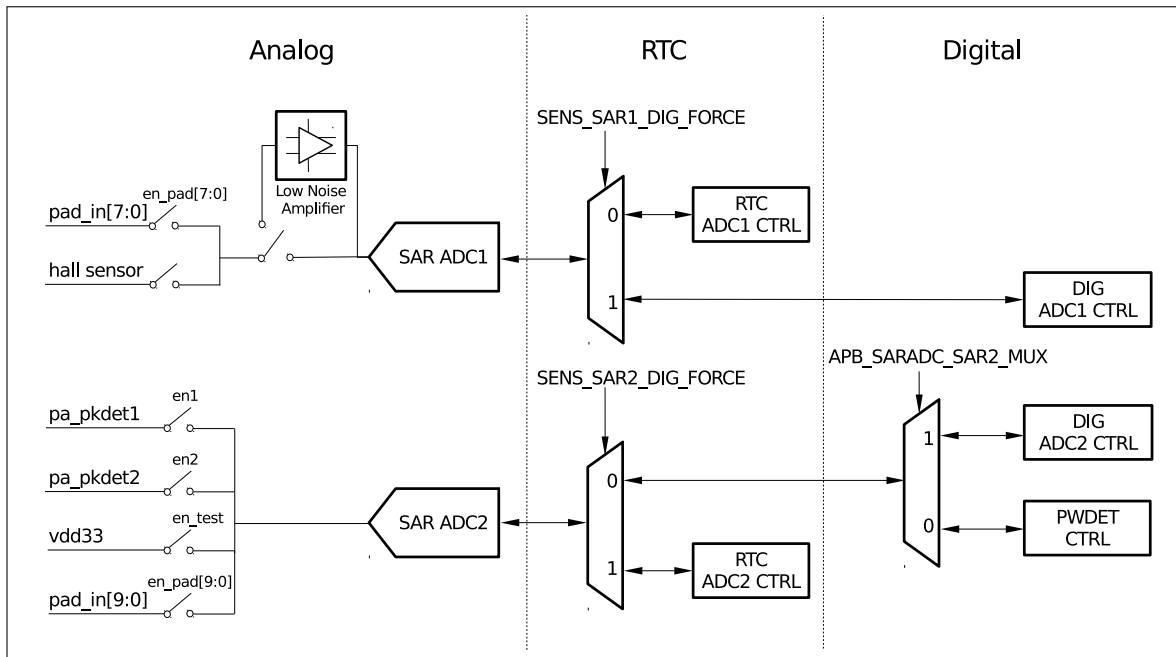 Analog
RTC
Digital
SENS_SAR1_DIG_FORCE
Low Noise
Amplifier
en_pad[7:0]
pad_in[7:0]
hall sensor
SAR ADC1
0
1
RTC
ADC1 CTRL
DIG
ADC1 CTRL
SENS_SAR2_DIG_FORCE
APB_SARADC_SAR2_MUX
en1
pa_pkdet1
en2
pa_pkdet2
en_test
vdd33
en_pad[9:0]
pad_in[9:0]
SAR ADC2
0
1
RTC
ADC2 CTRL
1
0
DIG
ADC2 CTRL
PWDET
CTRL